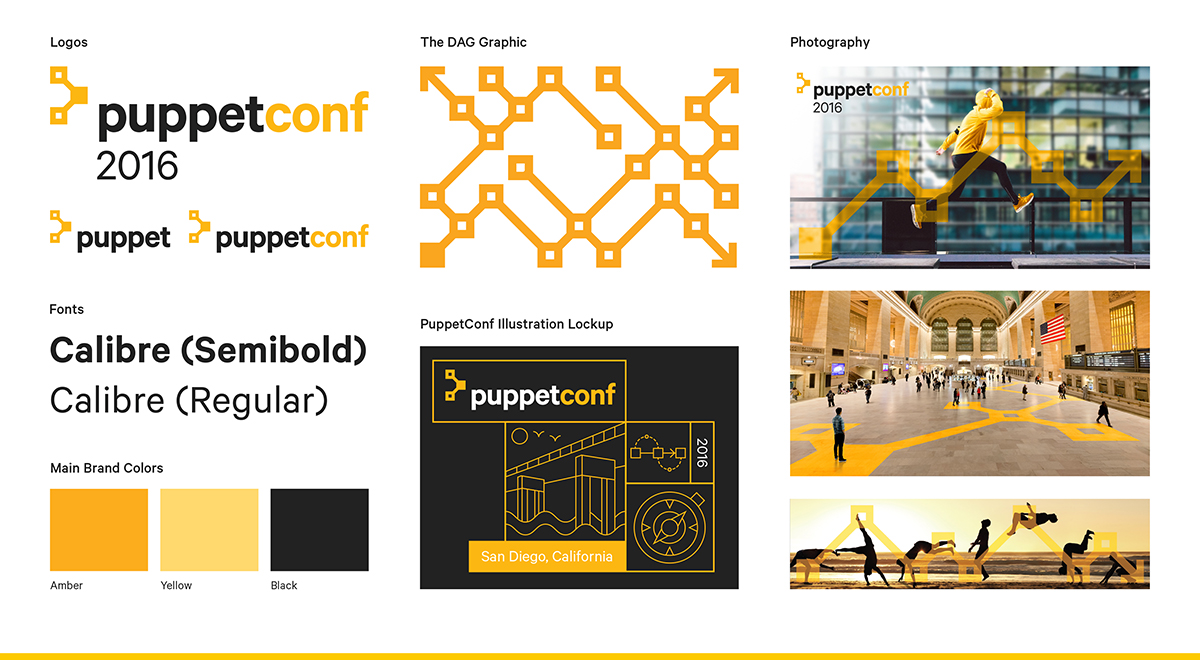 Logos
puppetconf
2016
puppet
puppetconf
Fonts
Calibre (Semibold)
Calibre (Regular)
Main Brand Colors
Amber
Yellow
Black
The DAG Graphic
PuppetConf Illustration Lockup
puppetconf
2016
San Diego, California
Photography
puppetconf
2016